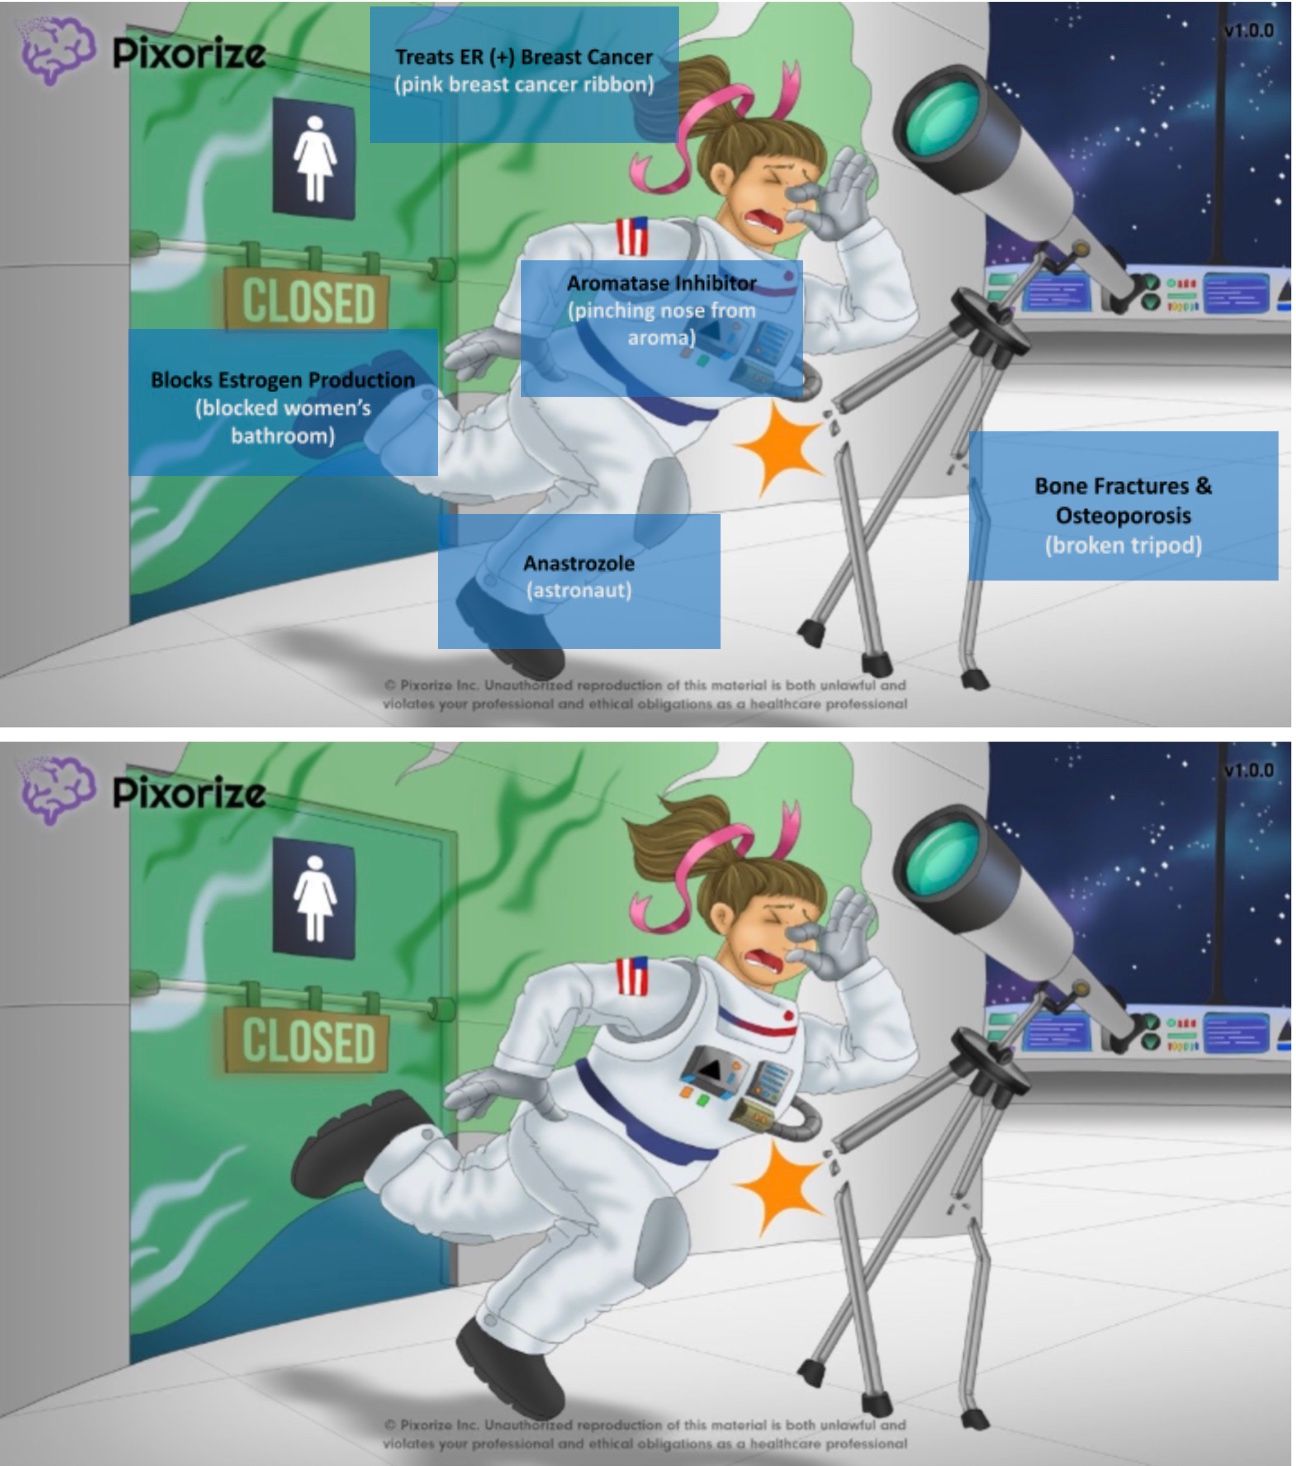 Pixorize
Treats ER (+) Breast Cancer
(pink breast cancer ribbon)
v1.0.0
CLOSED
Aromatase Inhibitor
(pinching nose from
aroma)
Blocks Estrogen Production
(blocked women's
bathroom)
Bone Fractures &
Osteoporosis
(broken tripod)
Anastrozole
(astronaut)
© Pixorize Inc. Unauthorized reproduction of this material is both unlawful and
violates your professional and ethical obligations as a healthcare professional
Pixorize
v1.0.0
CLOSED
© Pixorize Inc. Unauthorized reproduction of this material is both unlawful and
violates your professional and ethical obligations as a healthcare professional